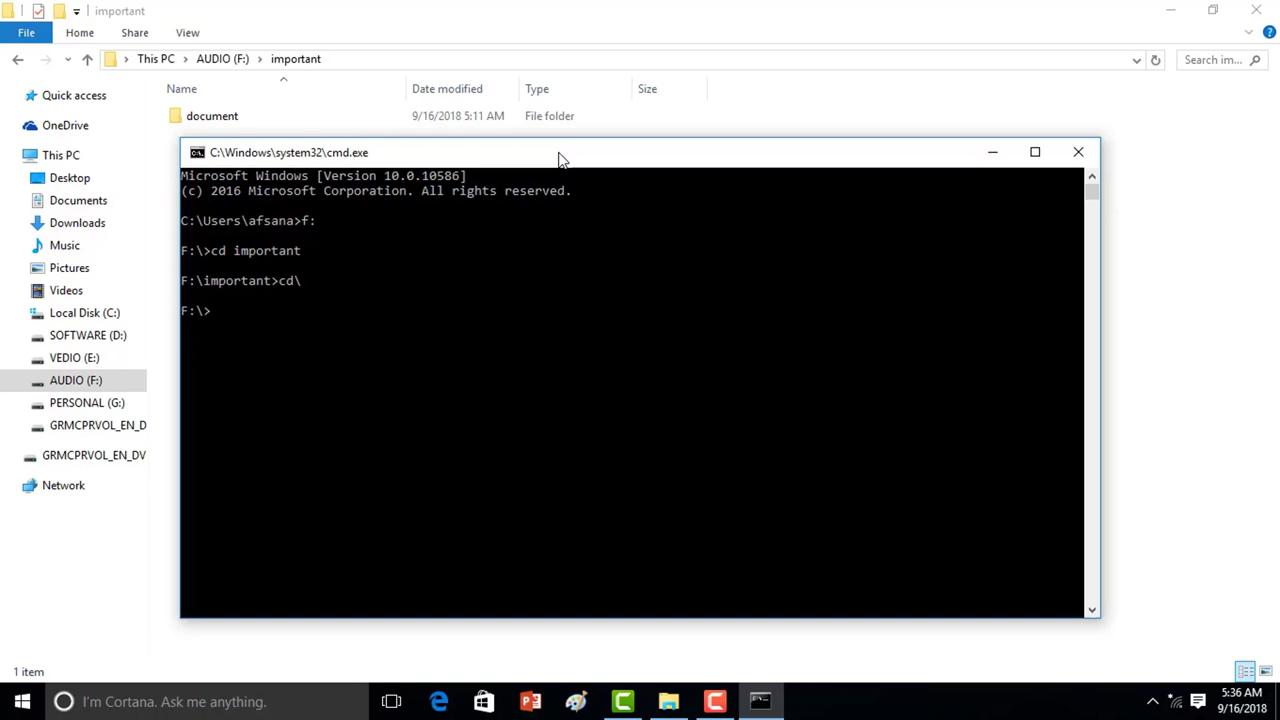 important
File Home Share View
This PC AUDIO (F:) important
Search im...
Name Date modified Type Size
document 9/16/2018 5:11 AM File folder
Quick access
OneDrive
This PC
Desktop
Documents
Downloads
Music
Pictures
Videos
Local Disk (C:)
SOFTWARE (D:)
VEDIO (E:)
AUDIO (F:)
PERSONAL (G:)
GRMCPRVOL_EN_D
GRMCPRVOL_EN_DV
Network
C:\Windows\system32\cmd.exe
Microsoft Windows [Version 10.0.10586]
(c) 2016 Microsoft Corporation. All rights reserved.
C:\Users\afsana>f:
F:\>cd important
F:\important>cd\
F:\>
1 item
I'm Cortana. Ask me anything.
5:36 AM
9/16/2018